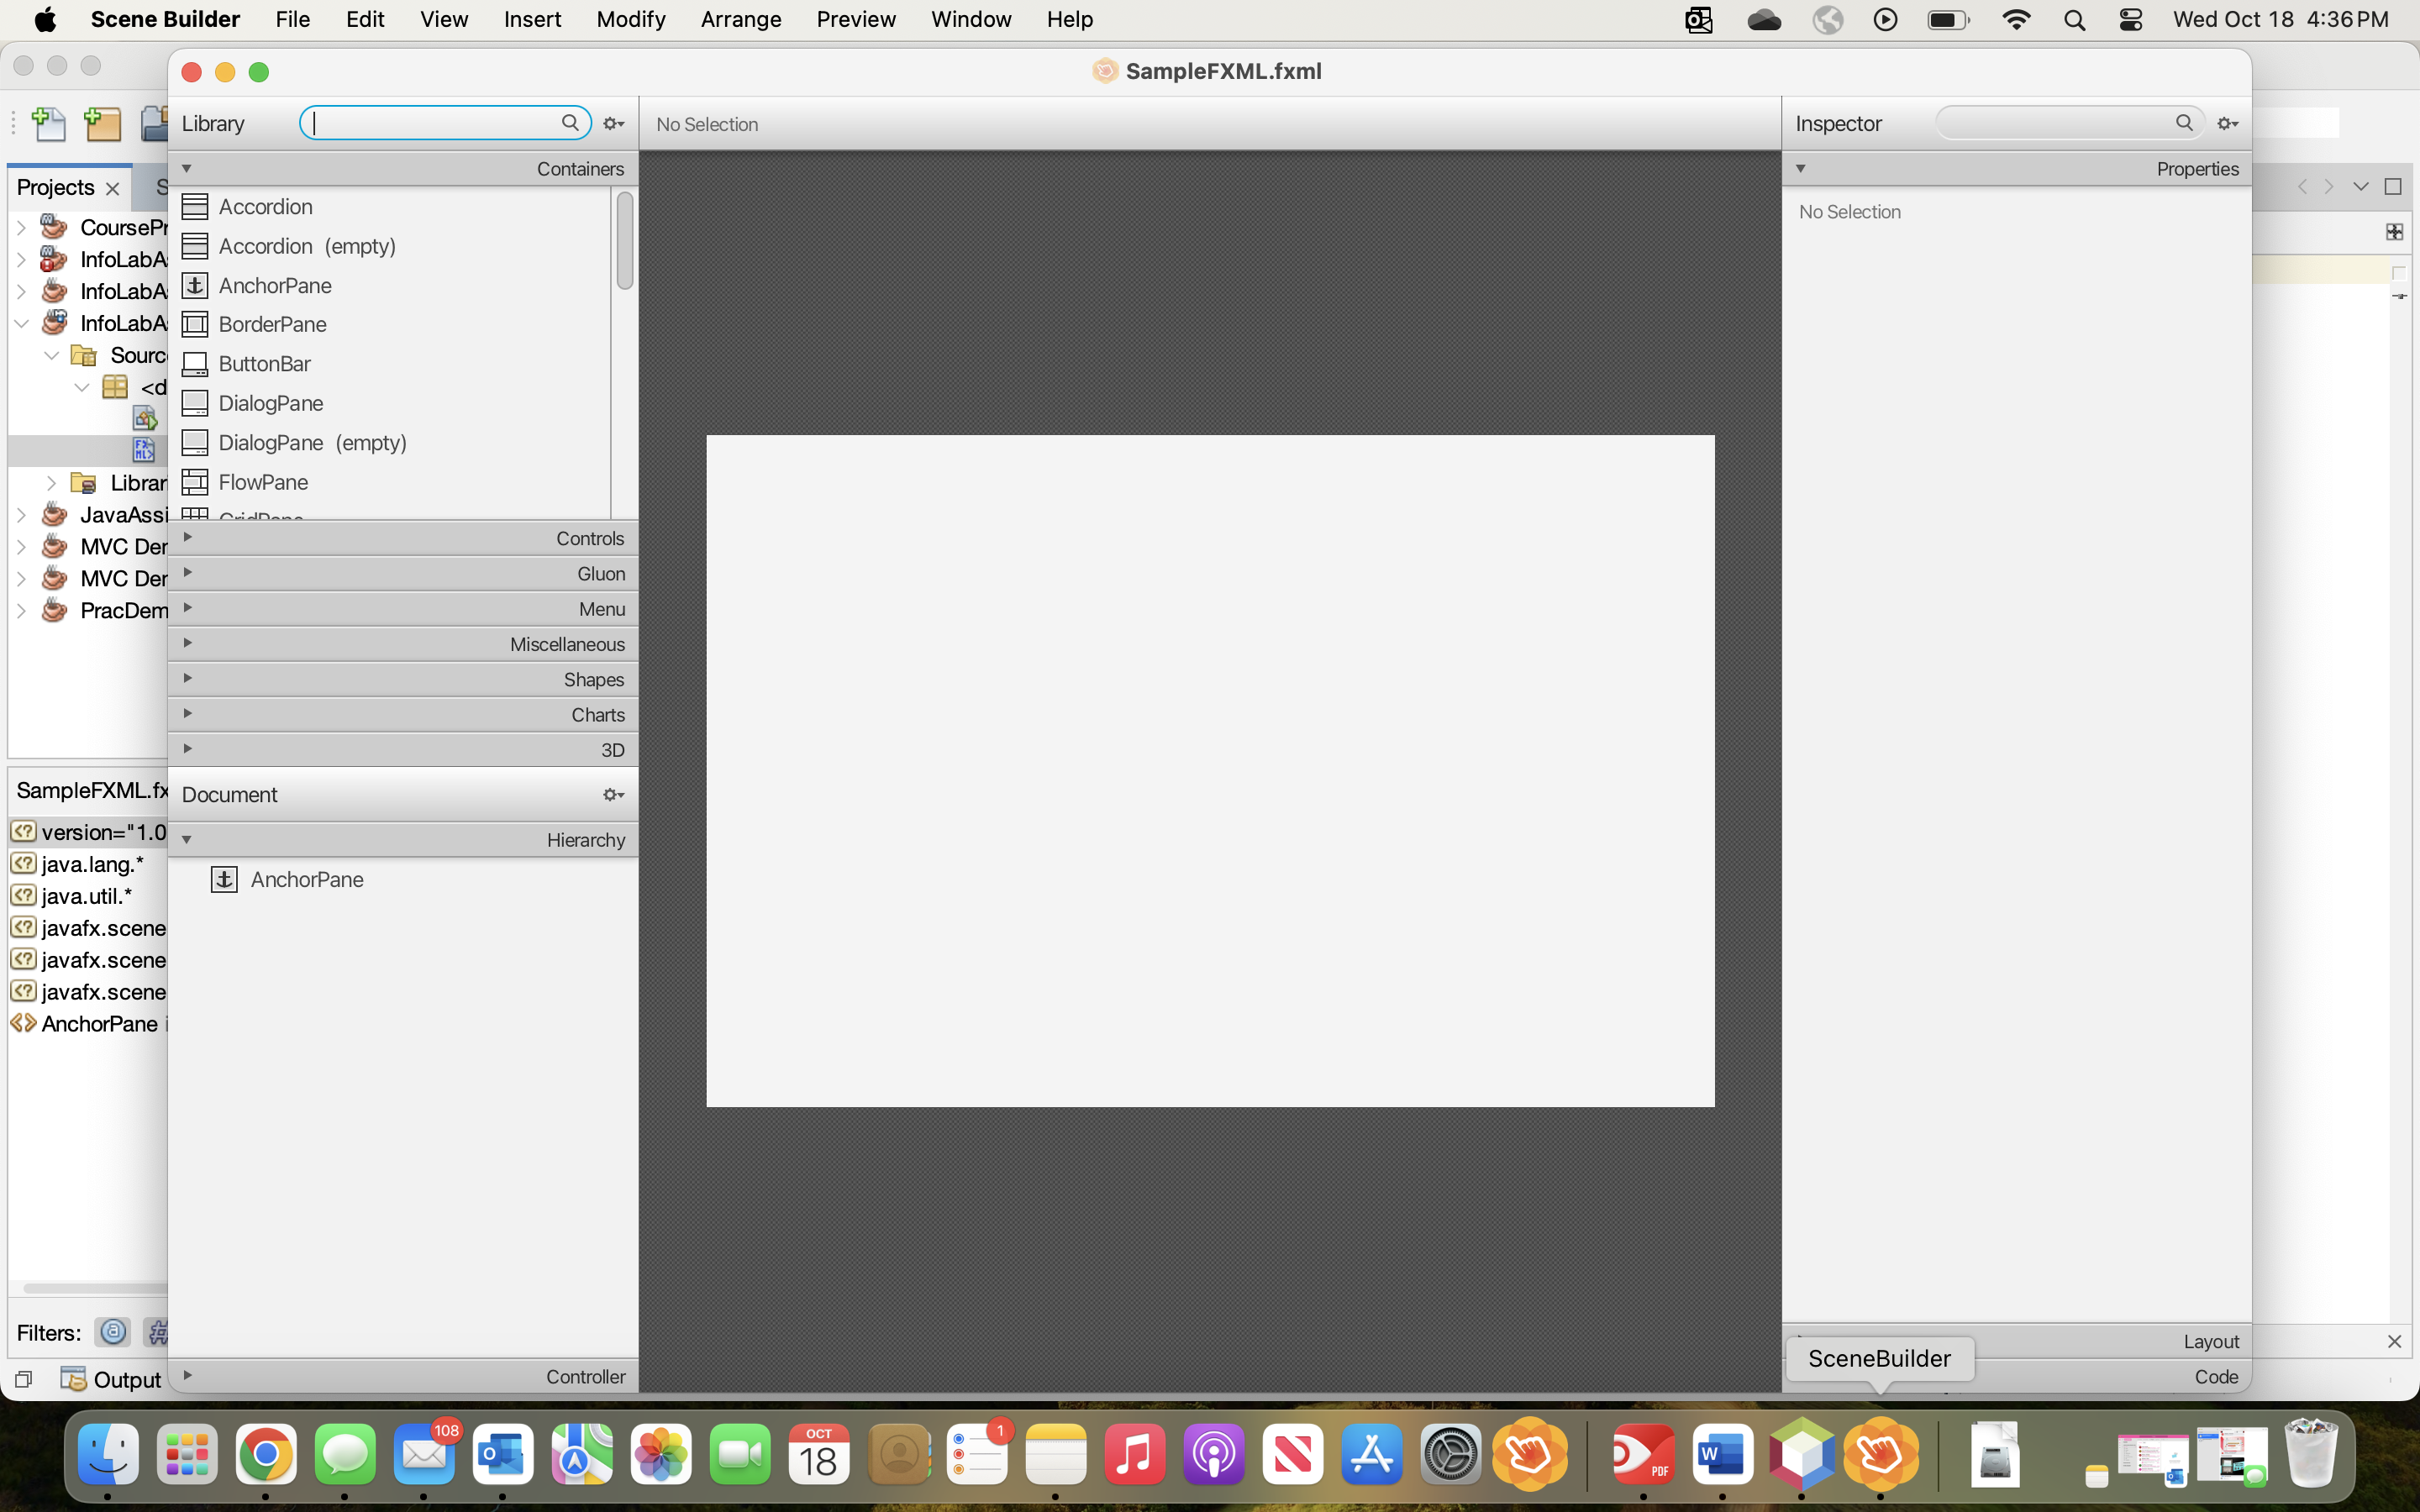 Scene Builder File Edit View Insert Modify Arrange Preview Window Help Wed Oct 18 4:36 PM
SampleFXML.fxml
Library
No Selection
Inspector
Containers
Properties
Projects
No Selection
Accordion
Accordion (empty)
AnchorPane
BorderPane
ButtonBar
DialogPane
DialogPane (empty)
FlowPane
GridPane
CoursePr
InfoLabA
InfoLabA
InfoLabA
Sourc
<d
Librar
JavaAssi
MVC Der
MVC Der
PracDem
Controls
Gluon
Menu
Miscellaneous
Shapes
Charts
3D
Document
Hierarchy
AnchorPane
SampleFXML.fx
version="1.0
java.lang.*
java.util.*
javafx.scene
javafx.scene
javafx.scene
AnchorPane i
Filters:
Output
Controller
Layout
Code
SceneBuilder
108
OCT
18
1
PDF
W